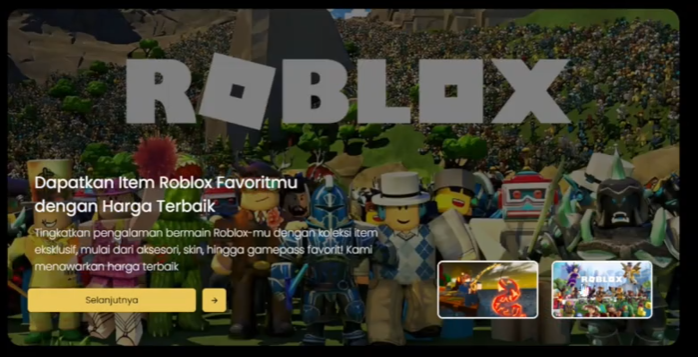 ROBLOX
Dapatkan Item Roblox Favoritmu
dengan Harga Terbaik
Tingkatkan pengalaman bermain Roblox-mu dengan koleksi item
eksklusif, mulai dari aksesori, skin, hingga gamepass favorit! Kami
menawarkan harga terbaik
Selanjutnya
→
ROBLOX